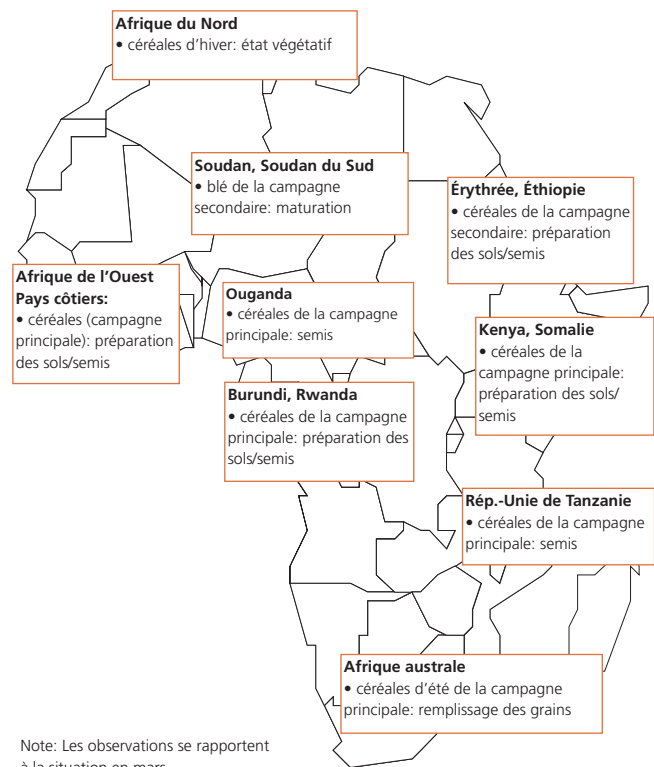 Afrique du Nord
• céréales d'hiver: état végétatif
Soudan, Soudan du Sud
• blé de la campagne
secondaire: maturation
Érythrée, Éthiopie
• céréales de la campagne
secondaire: préparation
des sols/semis
Afrique de l'Ouest
Pays côtiers:
• céréales (campagne
principale): préparation
des sols/semis
Ouganda
• céréales de la campagne
principale: semis
Kenya, Somalie
• céréales de la
campagne principale:
préparation des sols/
semis
Burundi, Rwanda
• céréales de la campagne
principale: préparation des
sols/semis
Rép.-Unie de Tanzanie
• céréales de la campagne
principale: semis
Afrique australe
• céréales d'été de la campagne
principale: remplissage des grains
Note: Les observations se rapportent
à la situation en mars